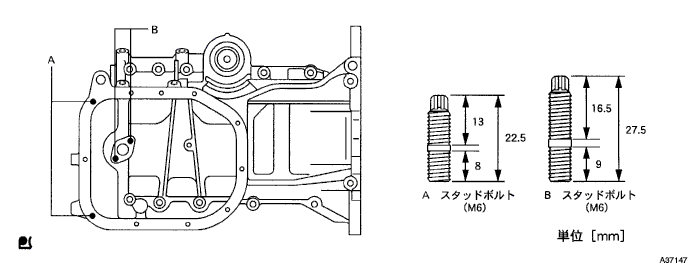 B
A
13
22.5
8
16.5
27.5
9
A スタッドボルト
(M6)
B スタッドボルト
(M6)
単位 [mm]
A37147